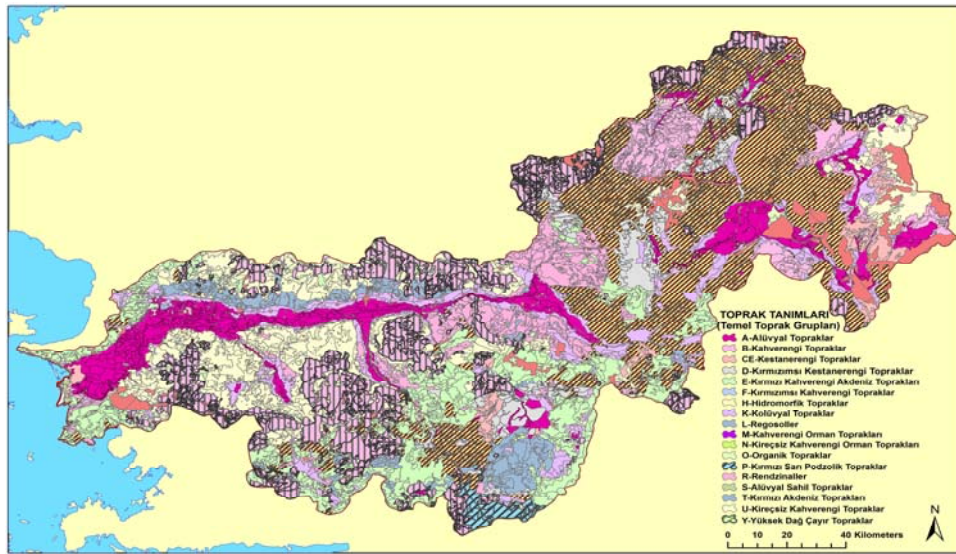 TOPRAK TANIMLARI
(Temel Toprak Grupları)
A-Alüvyal Topraklar
B-Kahverengi Topraklar
CE-Kestanerengi Topraklar
D-Kırmızımsı Kestanerengi Topraklar
E-Kırmızı Kahverengi Akdeniz Toprakları
F-Kırmızımsı Kahverengi Topraklar
H-Hidromorfik Topraklar
K-Kolüvyal Topraklar
L-Regosoller
M-Kahverengi Orman Toprakları
N-Kireçsiz Kahverengi Orman Toprakları
O-Organik Topraklar
P-Kırmızı Sarı Podzolik Topraklar
R-Rendzinaller
S-Alüvyal Sahil Topraklar
T-Kırmızı Akdeniz Toprakları
U-Kireçsiz Kahverengi Topraklar
Y-Yüksek Dağ Çayır Topraklar
N
0 10 20 40 Kilometers